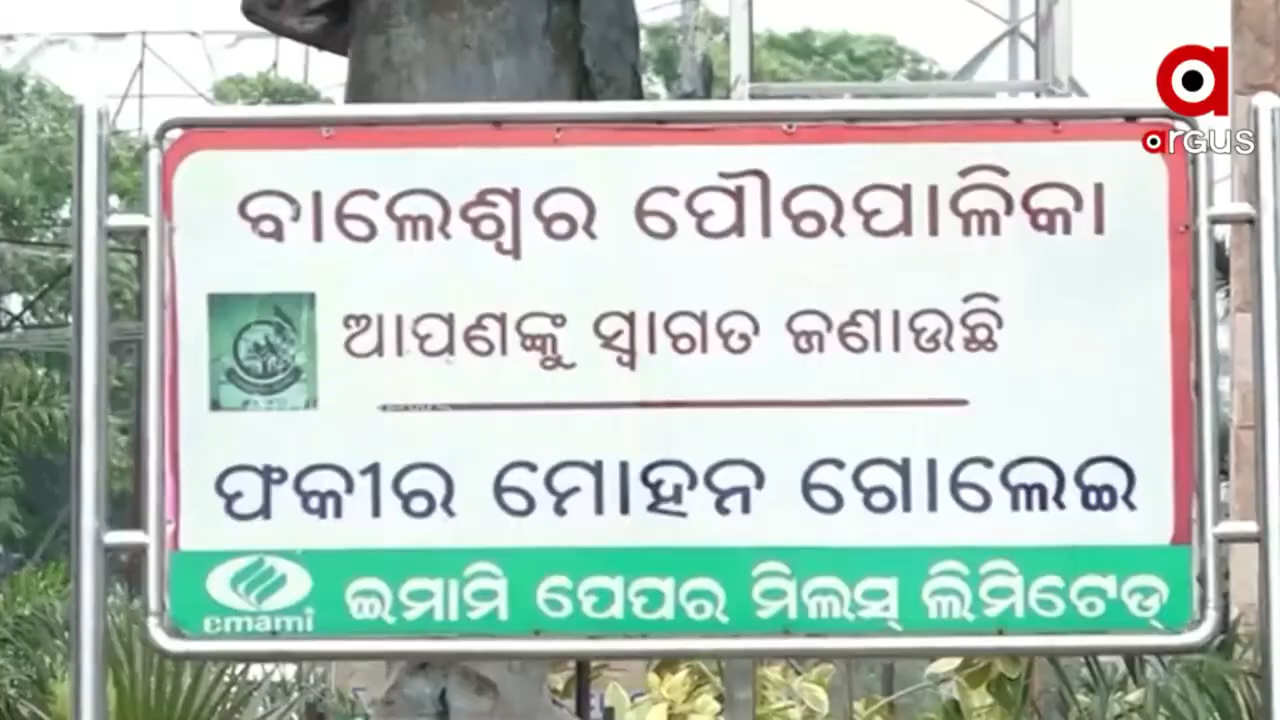 argus
ବାଲେଶ୍ୱର ପୌରପାଳିକା
ଆପଣଙ୍କୁ ସ୍ୱାଗତ ଜଣାଉଛି
ଫକୀର ମୋହନ ଗୋଲେଇ
emami ଇମାମି ପେପର ମିଲସ୍ ଲିମିଟେଡ୍